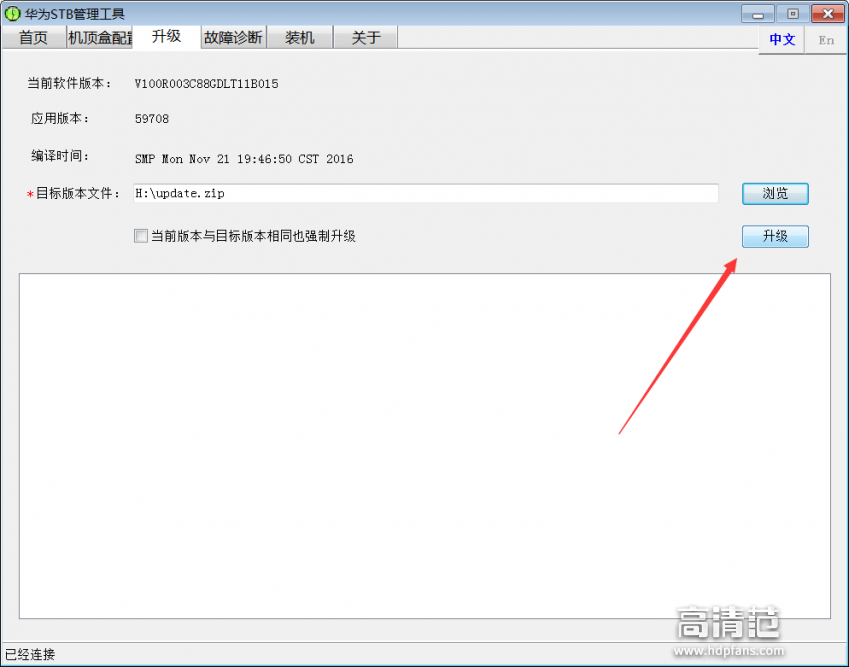 华为STB管理工具
首页 机顶盒配置 升级 故障诊断 装机 关于 中文 En
当前软件版本： V100R003C88GDLT11B015
应用版本： 59708
编译时间： SMP Mon Nov 21 19:46:50 CST 2016
*目标版本文件： H:\update.zip 浏览
当前版本与目标版本相同也强制升级 升级
高清范
www.hdpfans.com
已经连接